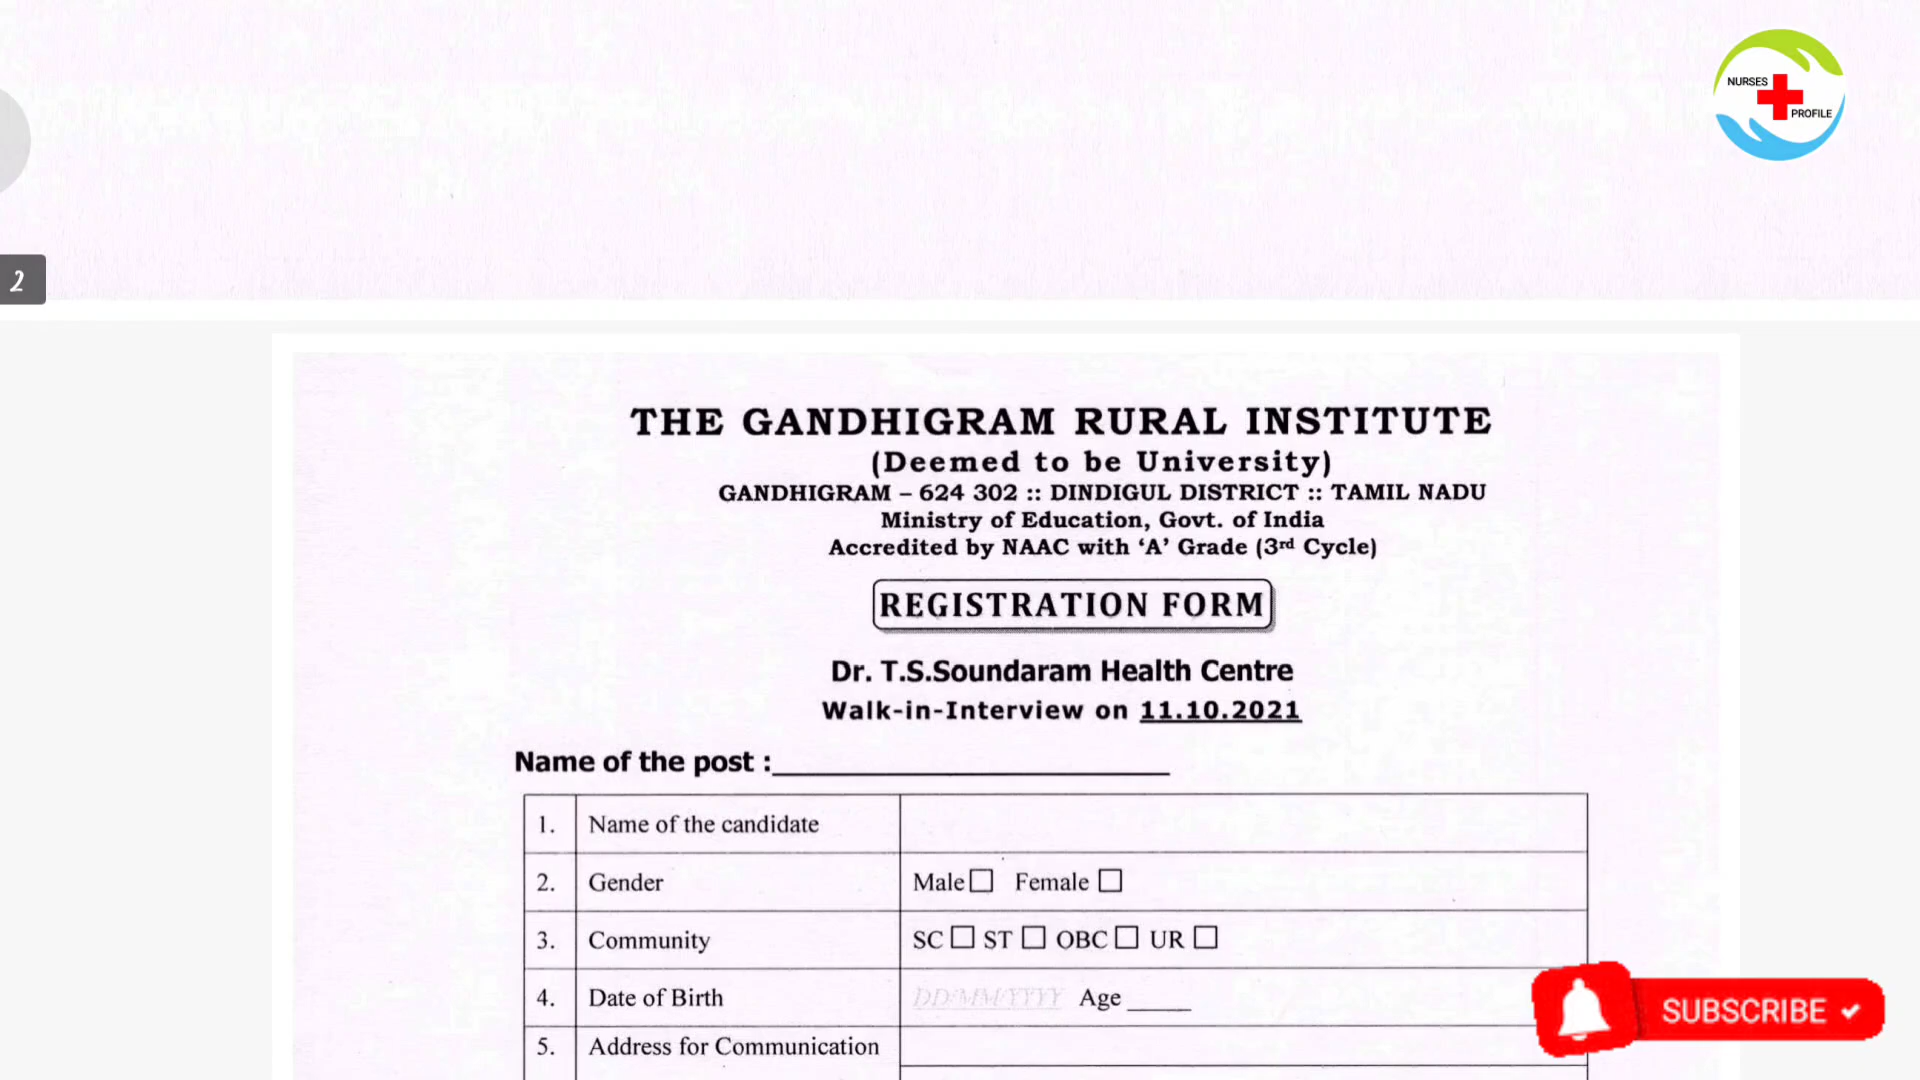 NURSES
PROFILE
2
THE GANDHIGRAM RURAL INSTITUTE
(Deemed to be University)
GANDHIGRAM – 624 302 :: DINDIGUL DISTRICT :: TAMIL NADU
Ministry of Education, Govt. of India
Accredited by NAAC with ‘A’ Grade (3rd Cycle)
REGISTRATION FORM
Dr. T.S.Soundaram Health Centre
Walk-in-Interview on 11.10.2021
Name of the post :
1. Name of the candidate
2. Gender Male Female
3. Community SC ST OBC UR
4. Date of Birth DD/MM/YYYY Age
5. Address for Communication
SUBSCRIBE